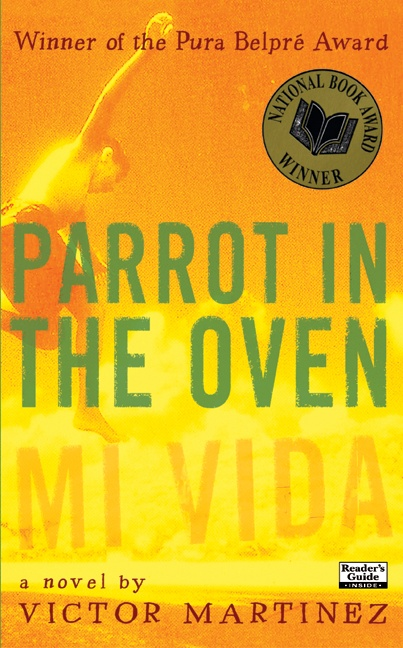 Winner of the Pura Belpré Award
NATIONAL BOOK AWARD
WINNER
PARROT IN
THE OVEN
MI VIDA
Reader's
Guide
INSIDE
a novel by
VICTOR MARTINEZ